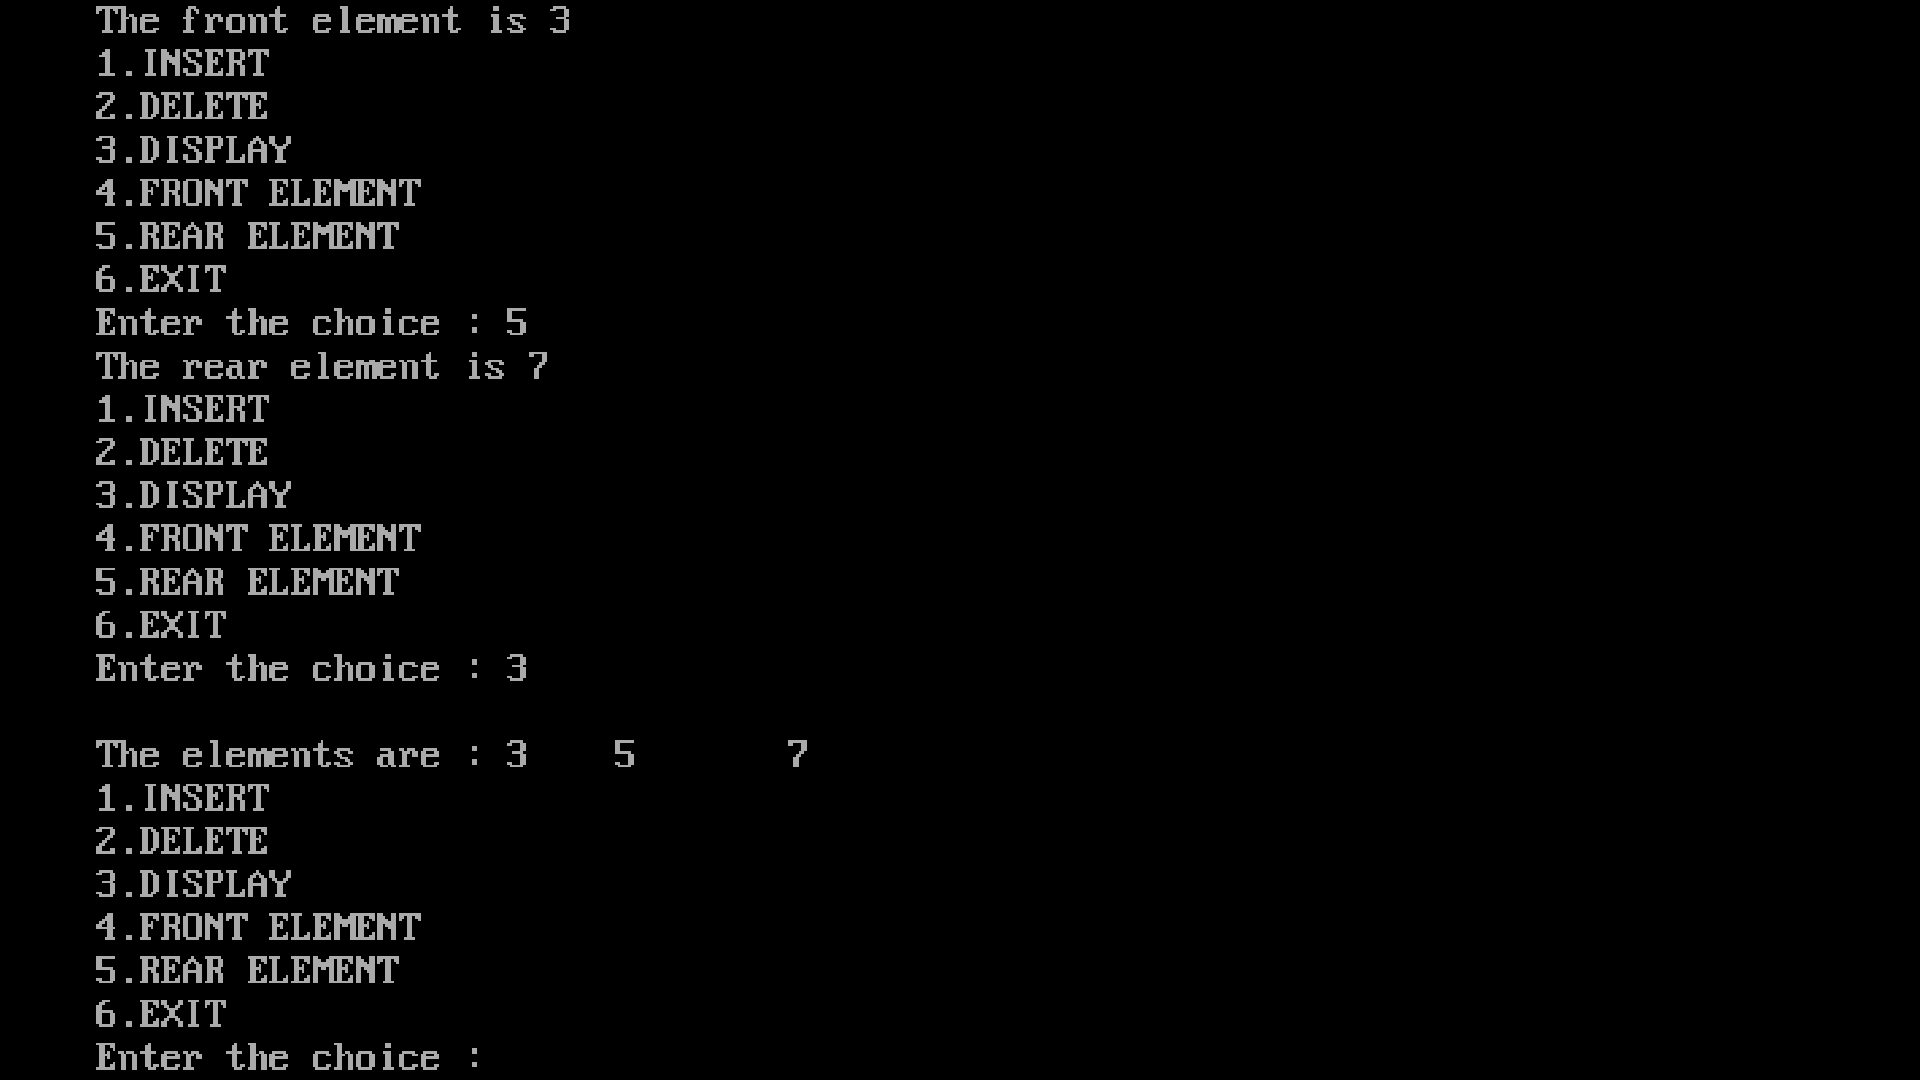 The front element is 3
1.INSERT
2.DELETE
3.DISPLAY
4.FRONT ELEMENT
5.REAR ELEMENT
6.EXIT
Enter the choice : 5
The rear element is 7
1.INSERT
2.DELETE
3.DISPLAY
4.FRONT ELEMENT
5.REAR ELEMENT
6.EXIT
Enter the choice : 3
The elements are : 3    5       7
1.INSERT
2.DELETE
3.DISPLAY
4.FRONT ELEMENT
5.REAR ELEMENT
6.EXIT
Enter the choice :